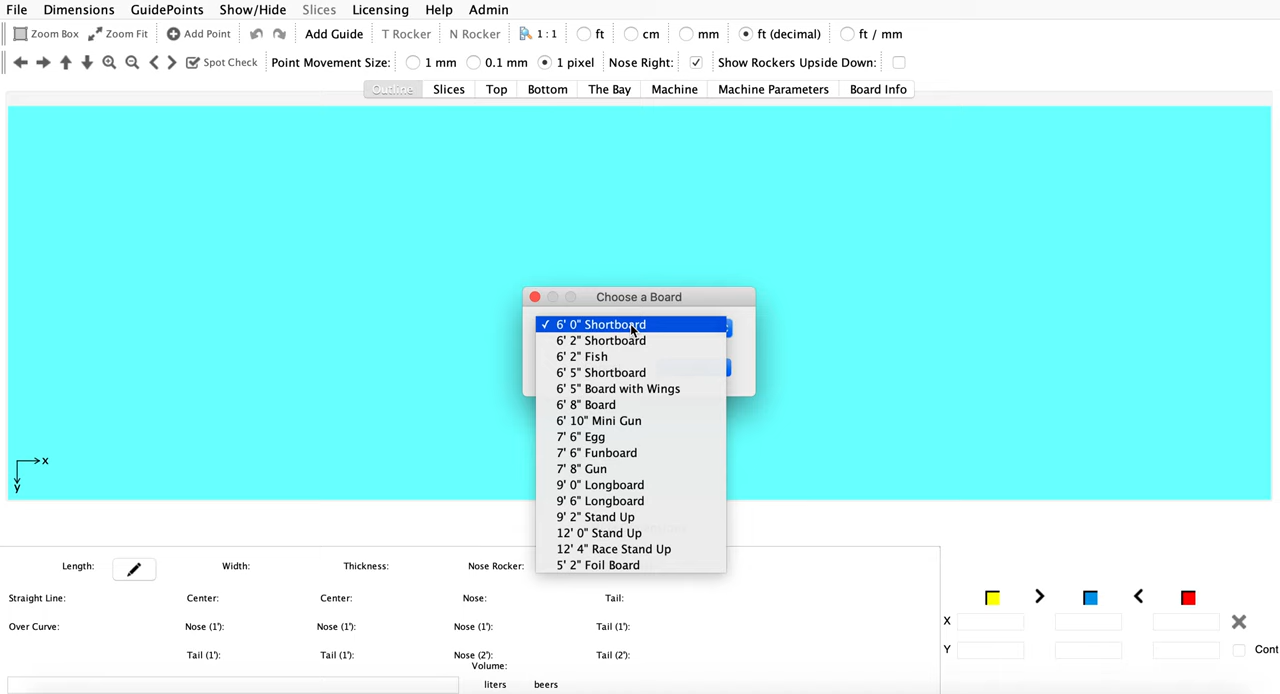 File Dimensions GuidePoints Show/Hide Slices Licensing Help Admin
Zoom Box Zoom Fit Add Point Add Guide T Rocker N Rocker 1 : 1 ft cm mm ft (decimal) ft / mm
Spot Check Point Movement Size: 1 mm 0.1 mm 1 pixel Nose Right: Show Rockers Upside Down:
Outline Slices Top Bottom The Bay Machine Machine Parameters Board Info
Choose a Board
✓ 6' 0" Shortboard
6' 2" Shortboard
6' 2" Fish
6' 5" Shortboard
6' 5" Board with Wings
6' 8" Board
6' 10" Mini Gun
7' 6" Egg
7' 6" Funboard
7' 8" Gun
9' 0" Longboard
9' 6" Longboard
9' 2" Stand Up
12' 0" Stand Up
12' 4" Race Stand Up
5' 2" Foil Board
x
y
Length: Width: Thickness: Nose Rocker:
Straight Line: Center: Center: Nose: Tail:
Over Curve: Nose (1'): Nose (1'): Nose (1'): Tail (1'):
Tail (1'): Tail (1'): Nose (2'): Tail (2'):
Volume:
liters beers
X
Y Cont